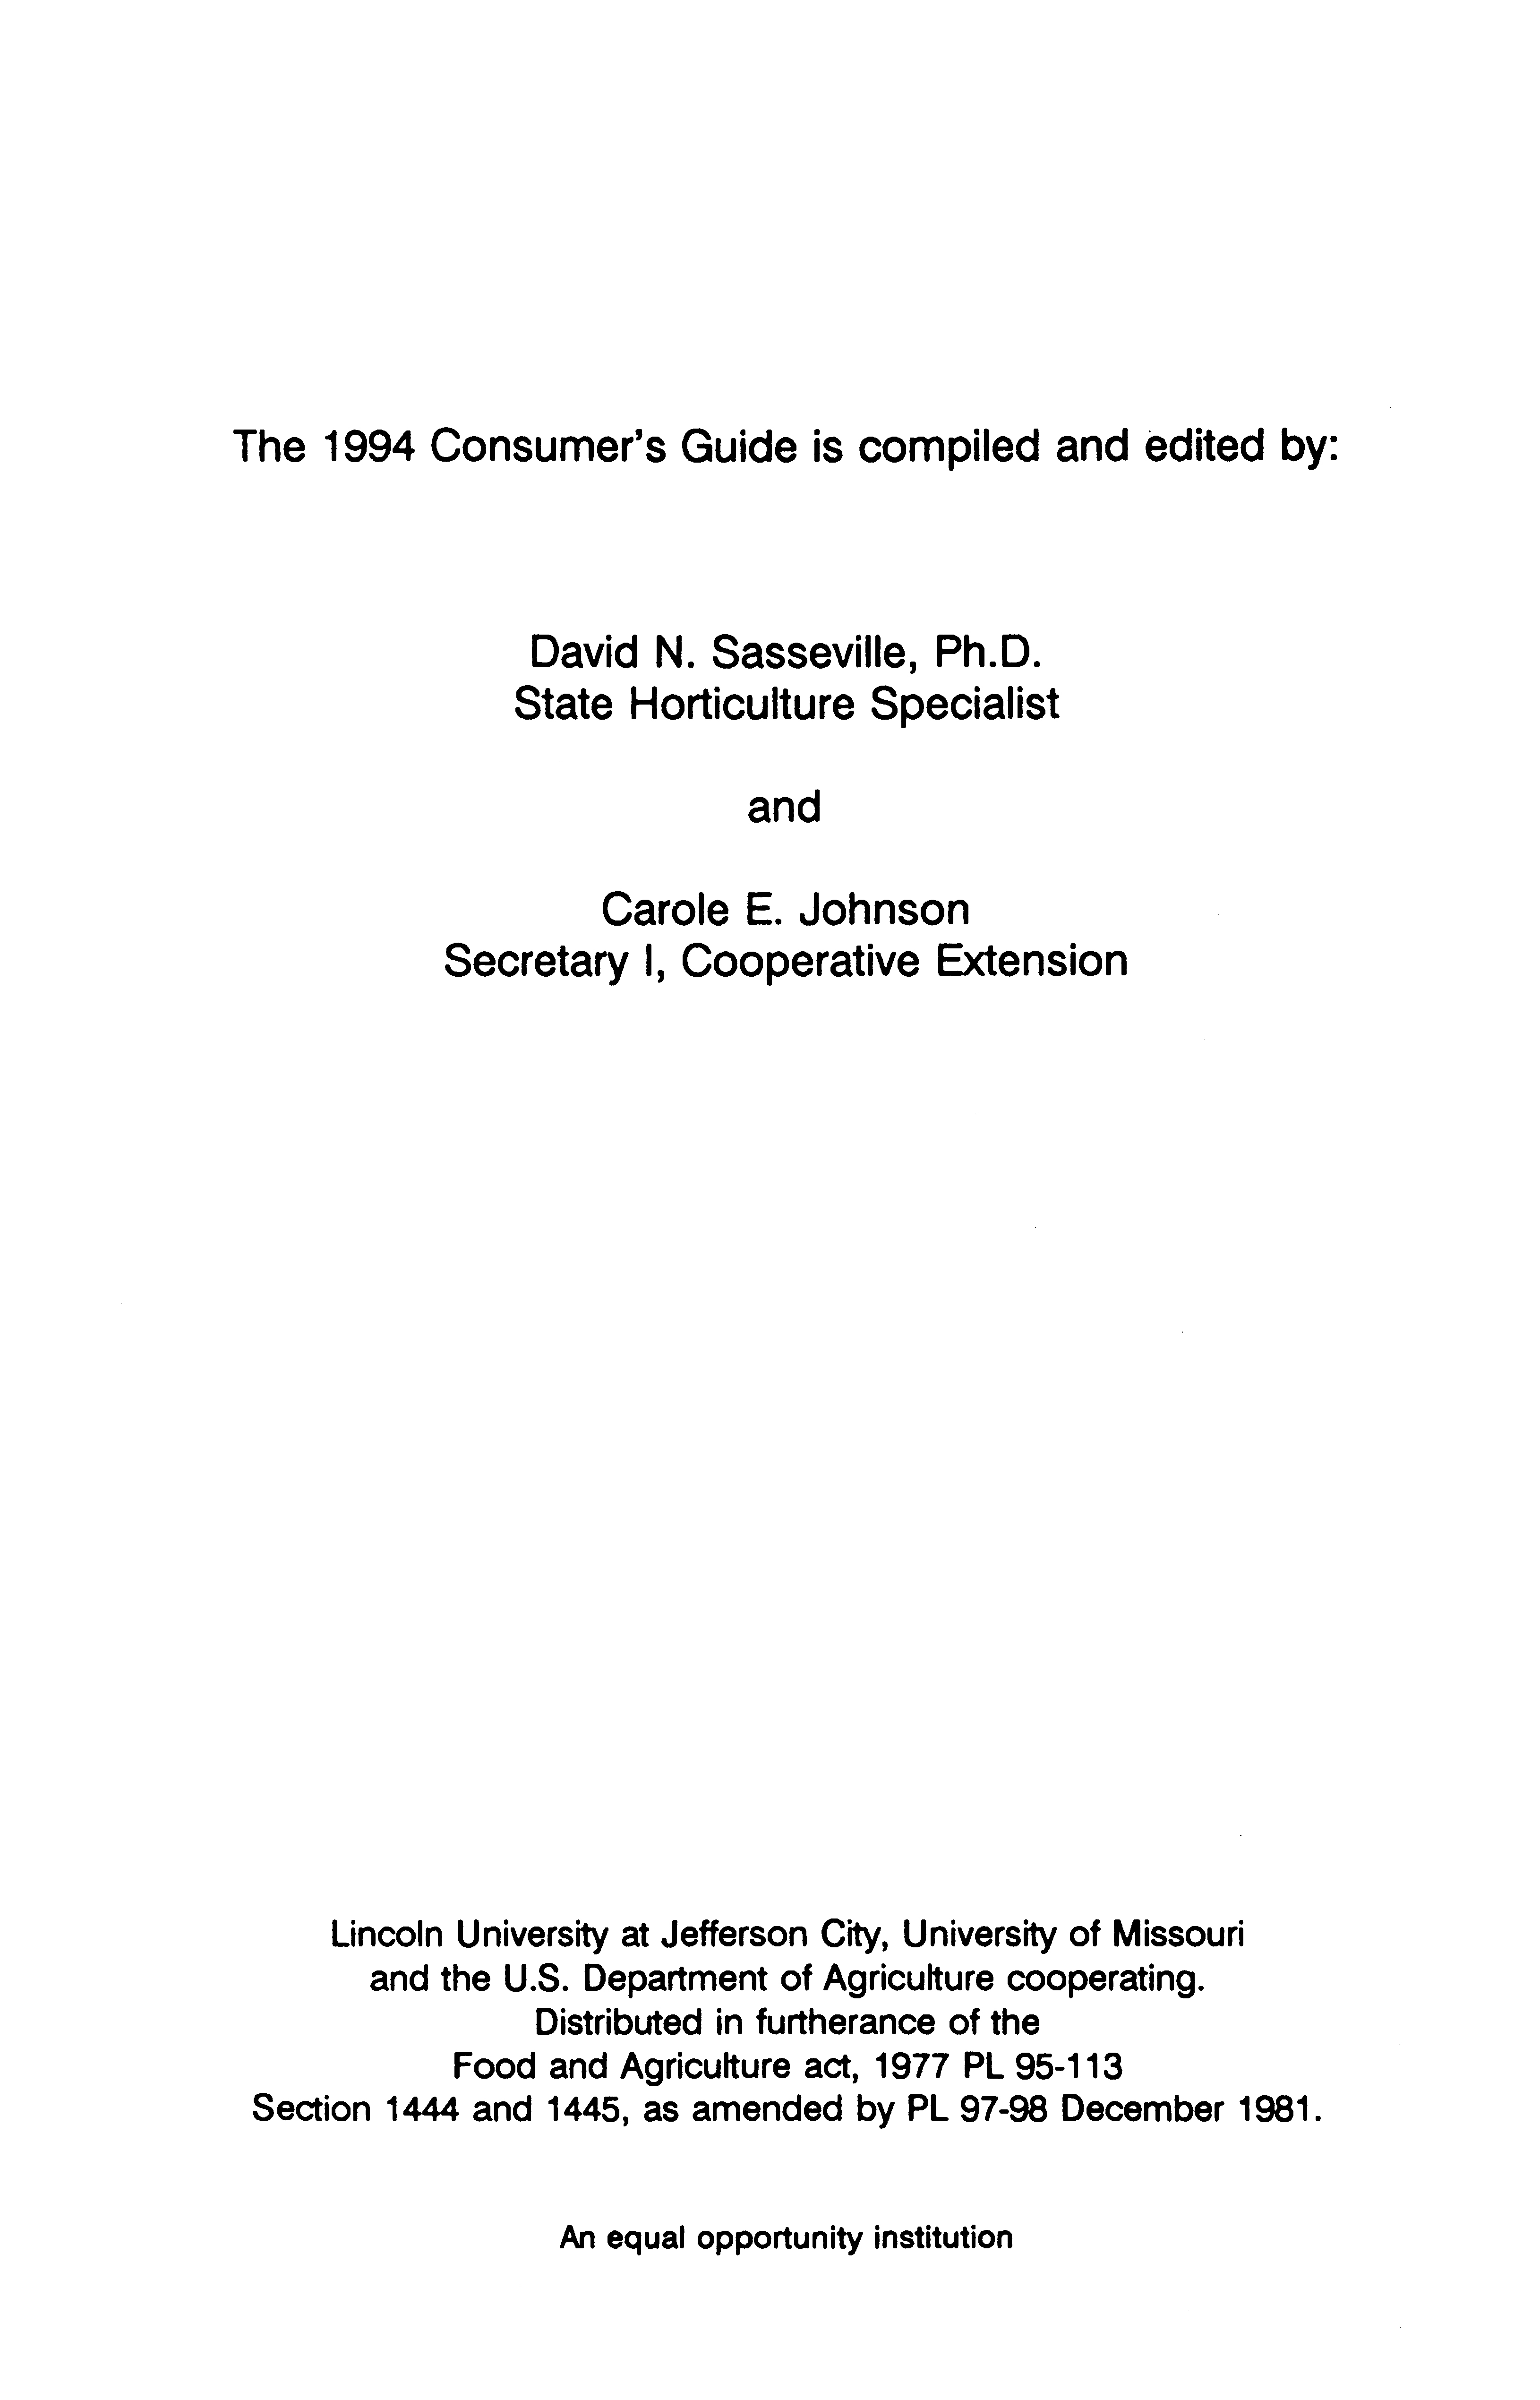 The 1994 Consumer's Guide is compiled and edited by:
David N. Sasseville, Ph.D.
State Horticulture Specialist
and
Carole E. Johnson
Secretary I, Cooperative Extension
Lincoln University at Jefferson City, University of Missouri
and the U.S. Department of Agriculture cooperating.
Distributed in furtherance of the
Food and Agriculture act, 1977 PL 95-113
Section 1444 and 1445, as amended by PL 97-98 December 1981.
An equal opportunity institution